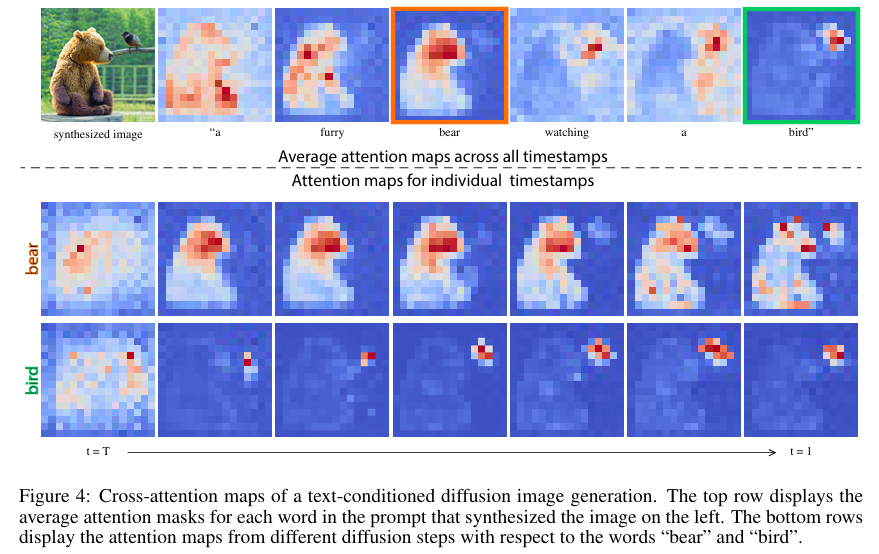 synthesized image “a furry bear watching a bird”
Average attention maps across all timestamps
Attention maps for individual timestamps
bear
bird
t = T t = 1
Figure 4: Cross-attention maps of a text-conditioned diffusion image generation. The top row displays the
average attention masks for each word in the prompt that synthesized the image on the left. The bottom rows
display the attention maps from different diffusion steps with respect to the words “bear” and “bird”.